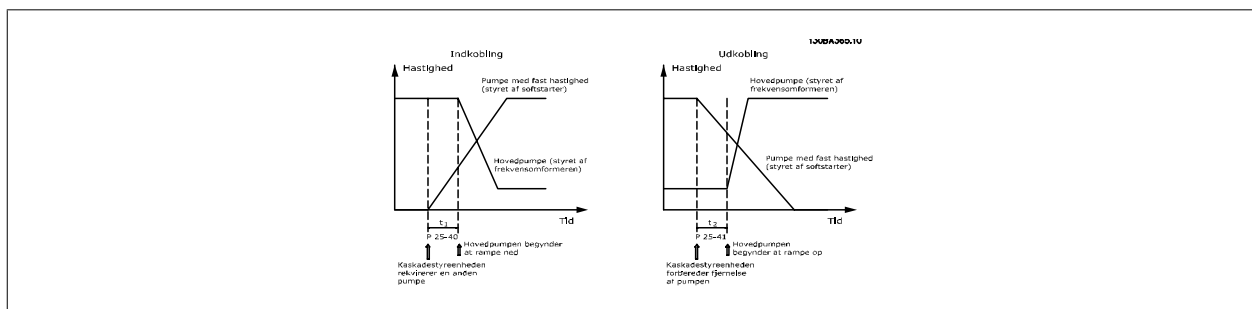 130BA365.10
Indkobling
Hastighed
Pumpe med fast hastighed
(styret af softstarter)
Hovedpumpe (styret af
frekvensomformeren)
Tid
t1
P 25-40
Hovedpumpen begynder
at rampe ned
Kaskadestyreenheden
rekvirerer en anden
pumpe
Udkobling
Hastighed
Hovedpumpe (styret af
frekvensomformeren)
Pumpe med fast hastighed
(styret af softstarter)
Tid
t2
P 25-41
Hovedpumpen
begynder at rampe op
Kaskadestyreenheden
forbereder fjernelse
af pumpen